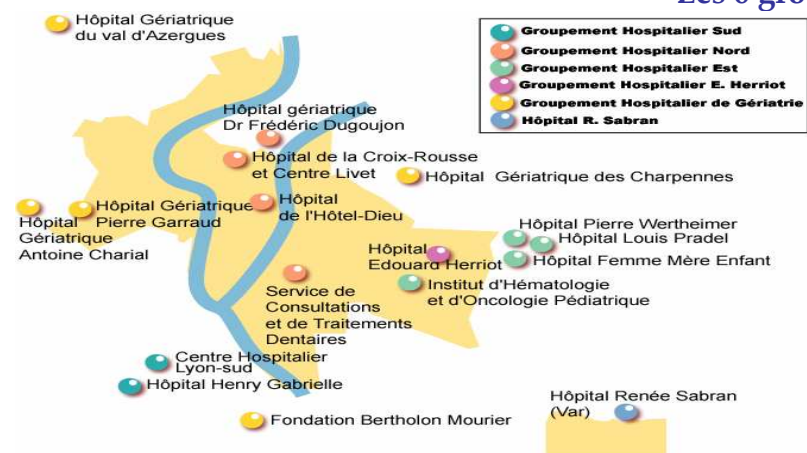 Les 6 gro
Hôpital Gériatrique
du val d'Azergues
Groupement Hospitalier Sud
Groupement Hospitalier Nord
Groupement Hospitalier Est
Groupement Hospitalier E. Herriot
Groupement Hospitalier de Gériatrie
Hôpital R. Sabran
Hôpital gériatrique
Dr Frédéric Dugoujon
Hôpital de la Croix-Rousse
et Centre Livet
Hôpital Gériatrique des Charpennes
Hôpital Gériatrique
Pierre Garraud
Hôpital
de l'Hôtel-Dieu
Hôpital
Gériatrique
Antoine Charial
Hôpital Pierre Wertheimer
Hôpital Louis Pradel
Hôpital Femme Mère Enfant
Hôpital
Edouard Herriot
Institut d'Hématologie
et d'Oncologie Pédiatrique
Service de
Consultations
et de Traitements
Dentaires
Centre Hospitalier
Lyon-sud
Hôpital Henry Gabrielle
Fondation Bertholon Mourier
Hôpital Renée Sabran
(Var)